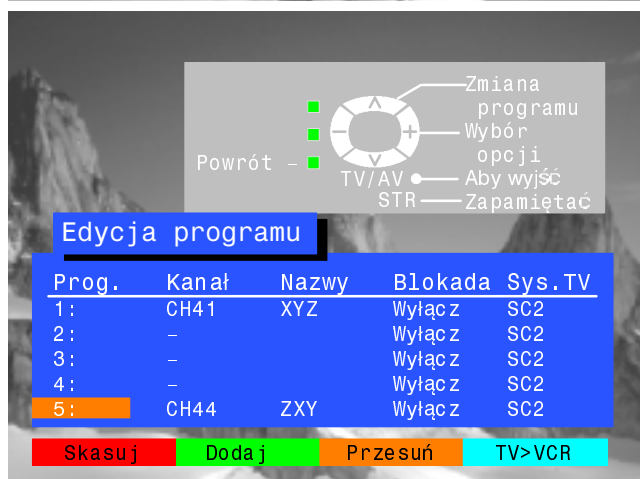 Zmiana
programu
Wybór
opcji
Powrót –
TV/AV Aby wyjść
STR Zapamiętać
Edycja programu
Prog. Kanał Nazwy Blokada Sys.TV
1: CH41 XYZ Wyłącz SC2
2: – Wyłącz SC2
3: – Wyłącz SC2
4: – Wyłącz SC2
5: CH44 ZXY Wyłącz SC2
Skasuj Dodaj Przesuń TV>VCR